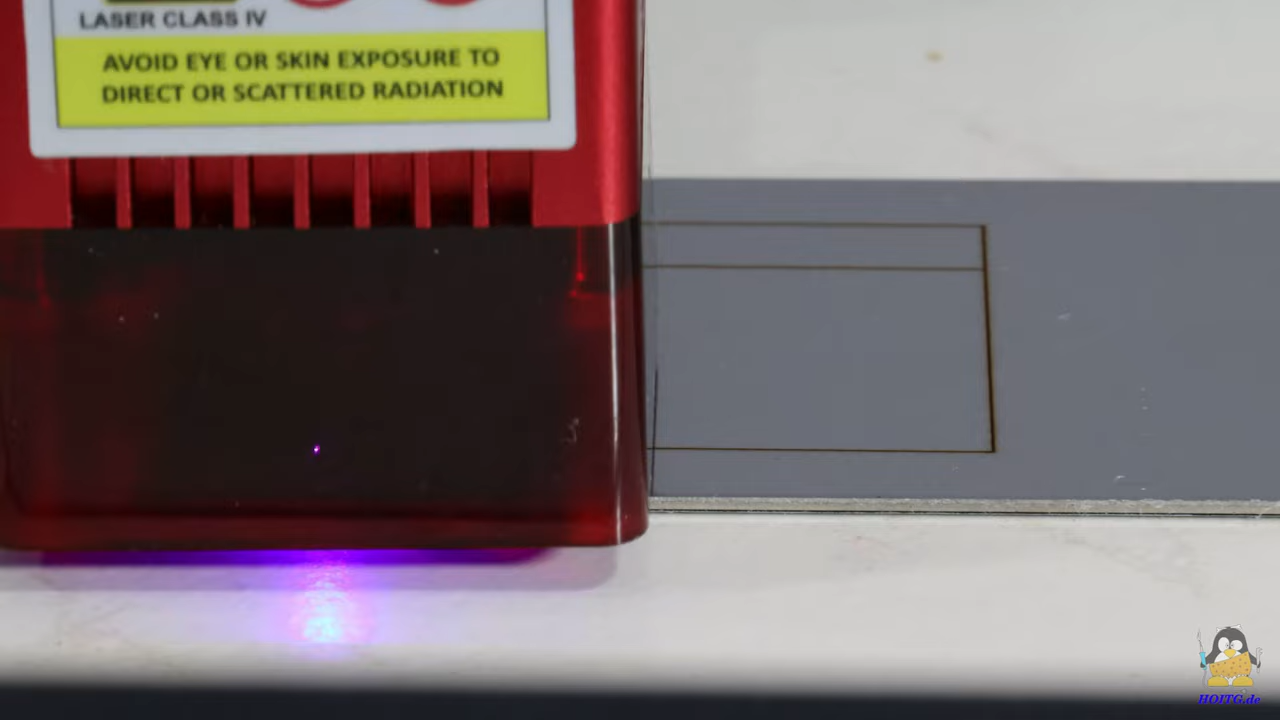 LASER CLASS IV
AVOID EYE OR SKIN EXPOSURE TO
DIRECT OR SCATTERED RADIATION
HOITG.de